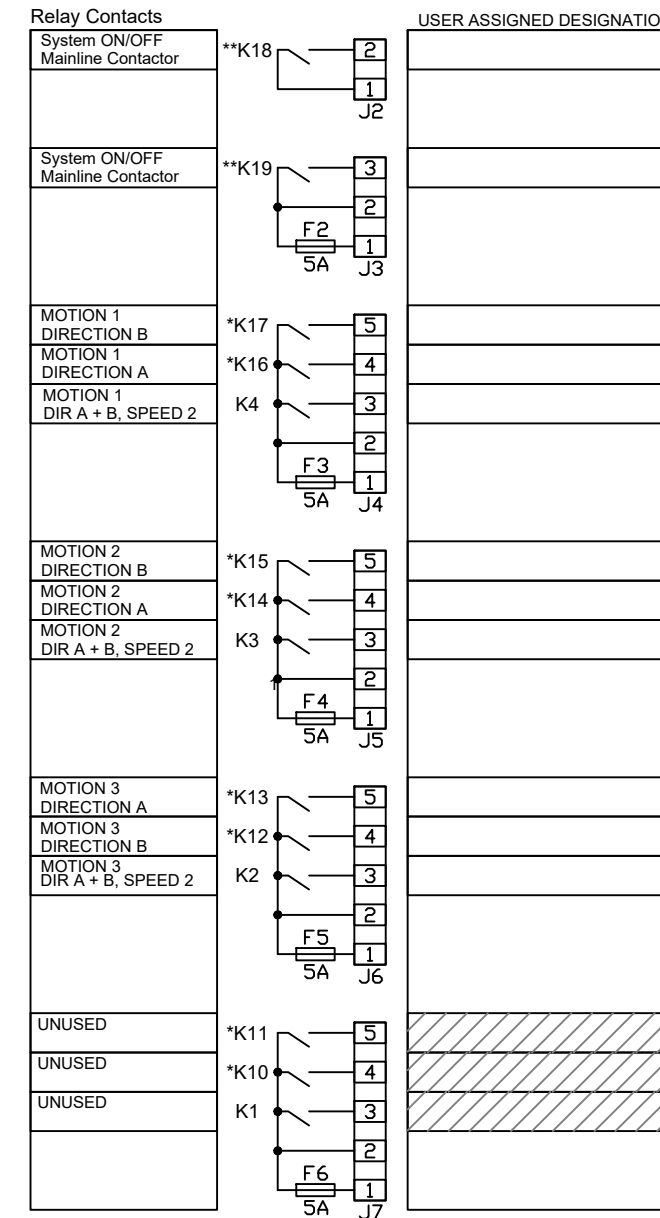 Relay Contacts
USER ASSIGNED DESIGNATIO
System ON/OFF
Mainline Contactor
**K18
2
1
J2
System ON/OFF
Mainline Contactor
**K19
3
2
F2
1
5A
J3
MOTION 1
DIRECTION B
*K17
5
MOTION 1
DIRECTION A
*K16
4
MOTION 1
DIR A + B, SPEED 2
K4
3
2
F3
1
5A
J4
MOTION 2
DIRECTION B
*K15
5
MOTION 2
DIRECTION A
*K14
4
MOTION 2
DIR A + B, SPEED 2
K3
3
2
F4
1
5A
J5
MOTION 3
DIRECTION A
*K13
5
MOTION 3
DIRECTION B
*K12
4
MOTION 3
DIR A + B, SPEED 2
K2
3
2
F5
1
5A
J6
UNUSED
*K11
5
UNUSED
*K10
4
UNUSED
K1
3
2
F6
1
5A
J7